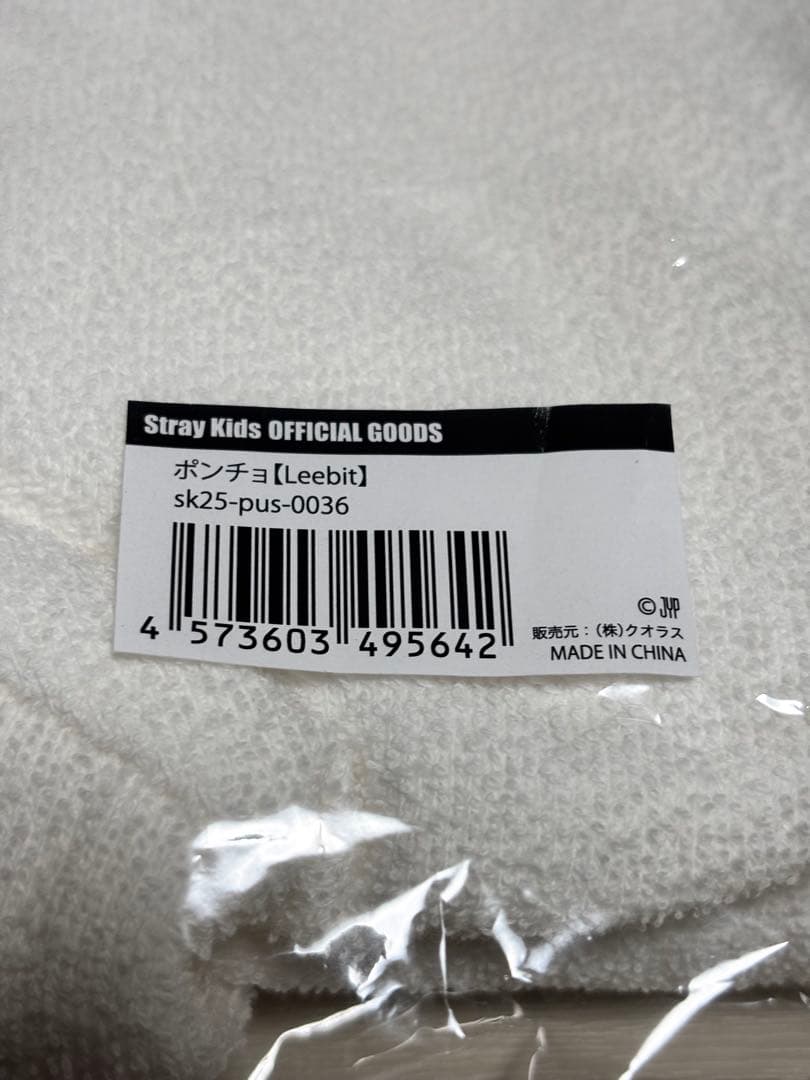 Stray Kids OFFICIAL GOODS
ポンチョ【Leebit】
sk25-pus-0036
4 573603 495642
© JYP
販売元：（株）クオラス
MADE IN CHINA